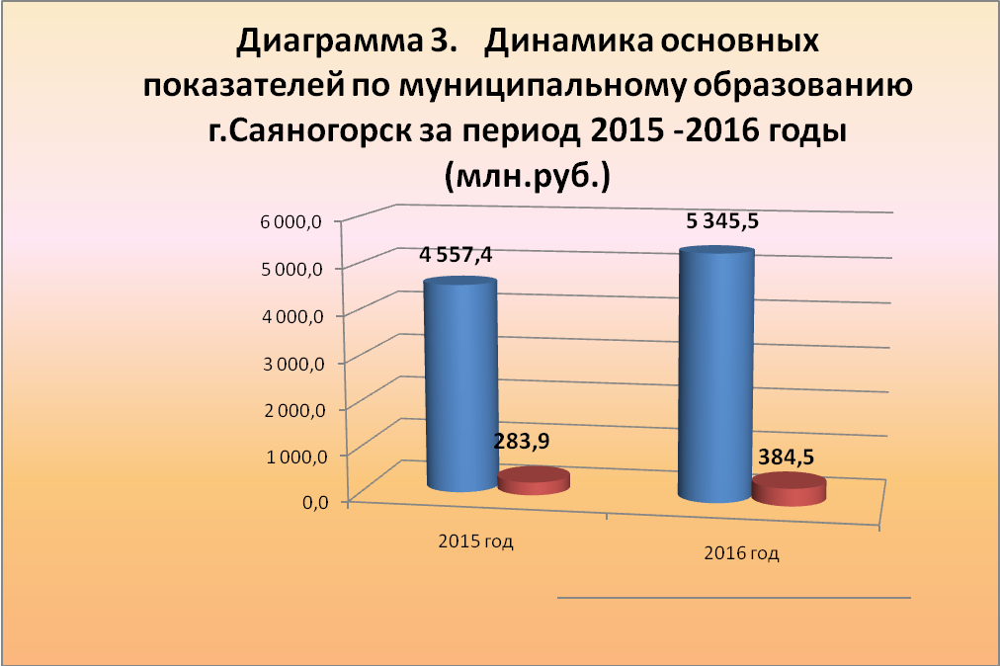 Диаграмма 3. Динамика основных
показателей по муниципальному образованию
г.Саяногорск за период 2015 -2016 годы
(млн.руб.)
6 000,0
5 000,0
4 000,0
3 000,0
2 000,0
1 000,0
0,0
4 557,4
283,9
5 345,5
384,5
2015 год
2016 год